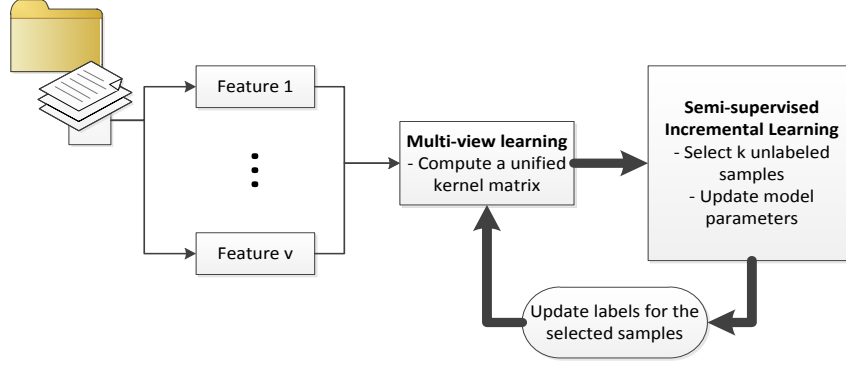 Feature 1
Feature v
Multi-view learning
- Compute a unified
kernel matrix
Semi-supervised
Incremental Learning
- Select k unlabeled
samples
- Update model
parameters
Update labels for the
selected samples